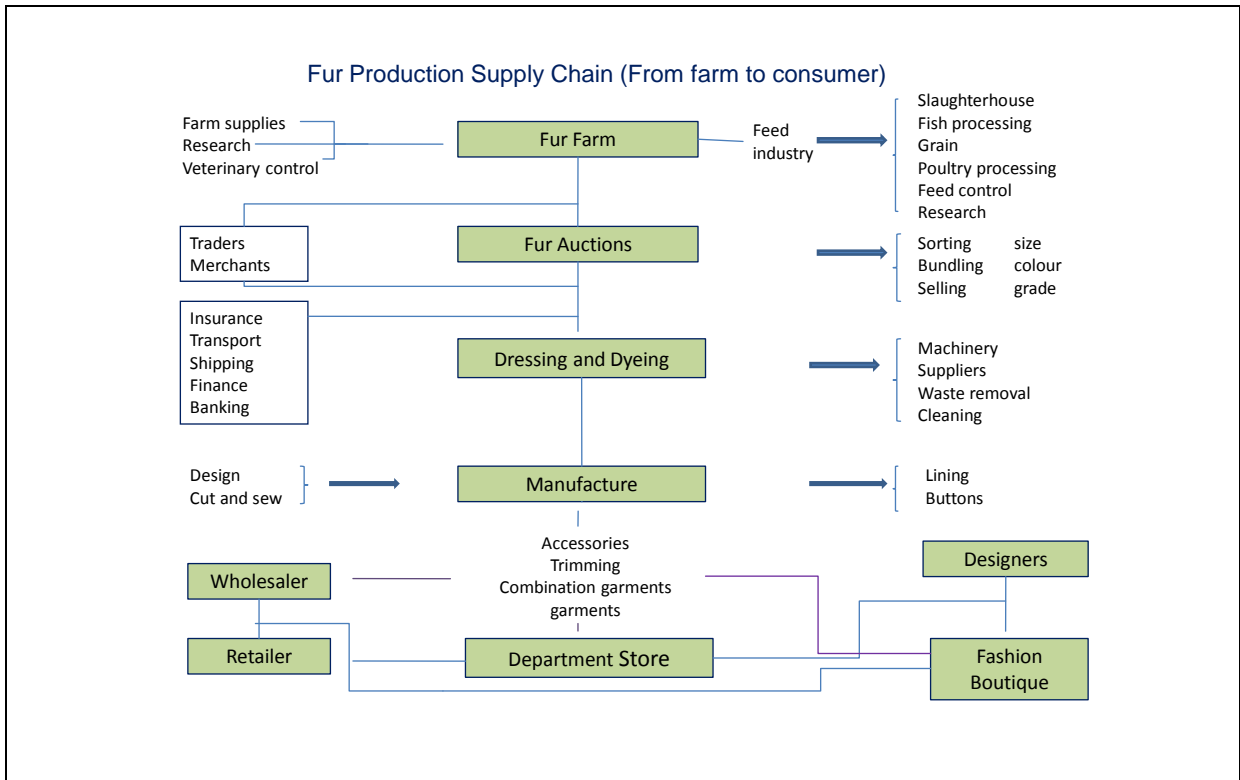 Fur Production Supply Chain (From farm to consumer)
Farm supplies
Research
Veterinary control
Fur Farm
Feed
industry
Slaughterhouse
Fish processing
Grain
Poultry processing
Feed control
Research
Traders
Merchants
Fur Auctions
Sorting size
Bundling colour
Selling grade
Insurance
Transport
Shipping
Finance
Banking
Dressing and Dyeing
Machinery
Suppliers
Waste removal
Cleaning
Design
Cut and sew
Manufacture
Lining
Buttons
Accessories
Trimming
Combination garments
garments
Wholesaler
Designers
Retailer
Department Store
Fashion
Boutique